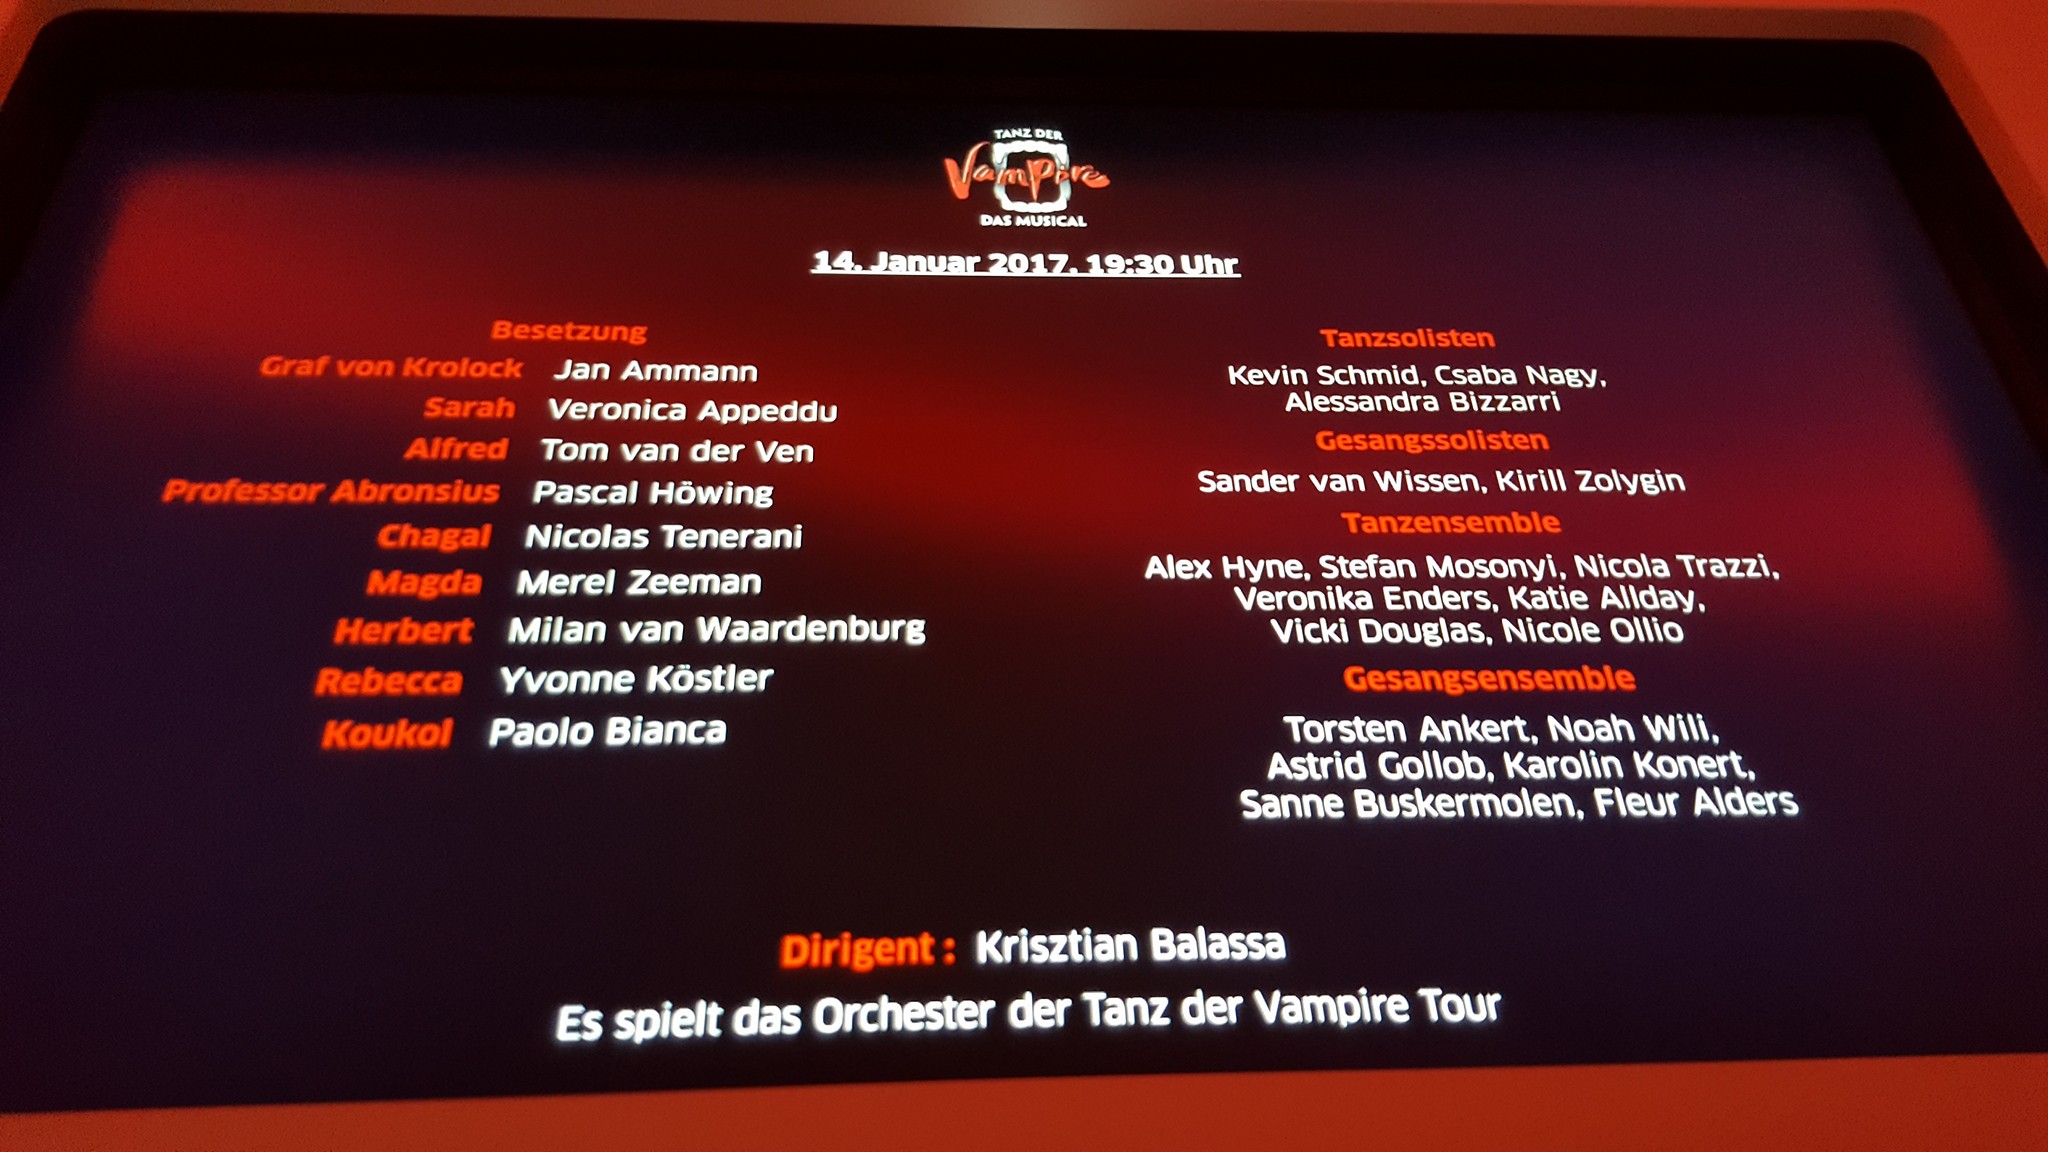 TANZ DER
Vampire
DAS MUSICAL
14. Januar 2017, 19:30 Uhr
Besetzung
Graf von Krolock Jan Ammann
Sarah Veronica Appeddu
Alfred Tom van der Ven
Professor Abronsius Pascal Höwing
Chagal Nicolas Tenerani
Magda Merel Zeeman
Herbert Milan van Waardenburg
Rebecca Yvonne Köstler
Koukol Paolo Bianca
Tanzsolisten
Kevin Schmid, Csaba Nagy,
Alessandra Bizzarri
Gesangssolisten
Sander van Wissen, Kirill Zolygin
Tanzensemble
Alex Hyne, Stefan Mosonyi, Nicola Trazzi,
Veronika Enders, Katie Allday,
Vicki Douglas, Nicole Ollio
Gesangsensemble
Torsten Ankert, Noah Wili,
Astrid Gollob, Karolin Konert,
Sanne Buskermolen, Fleur Alders
Dirigent : Krisztian Balassa
Es spielt das Orchester der Tanz der Vampire Tour